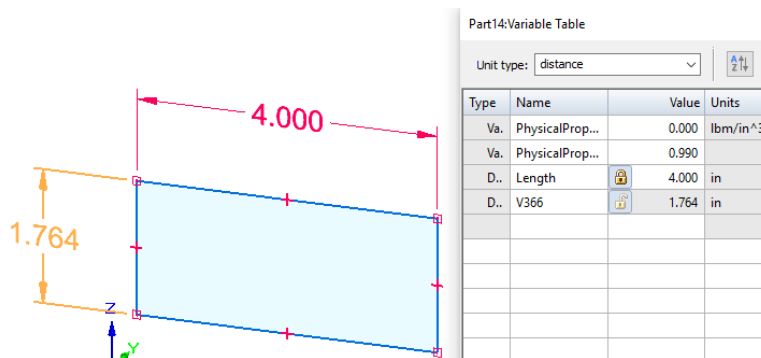 Part14:Variable Table
Unit type: distance
Type Name Value Units
Va. PhysicalProp... 0.000 lbm/in^3
Va. PhysicalProp... 0.990
D.. Length 4.000 in
D.. V366 1.764 in
4.000
1.764
Z
Y